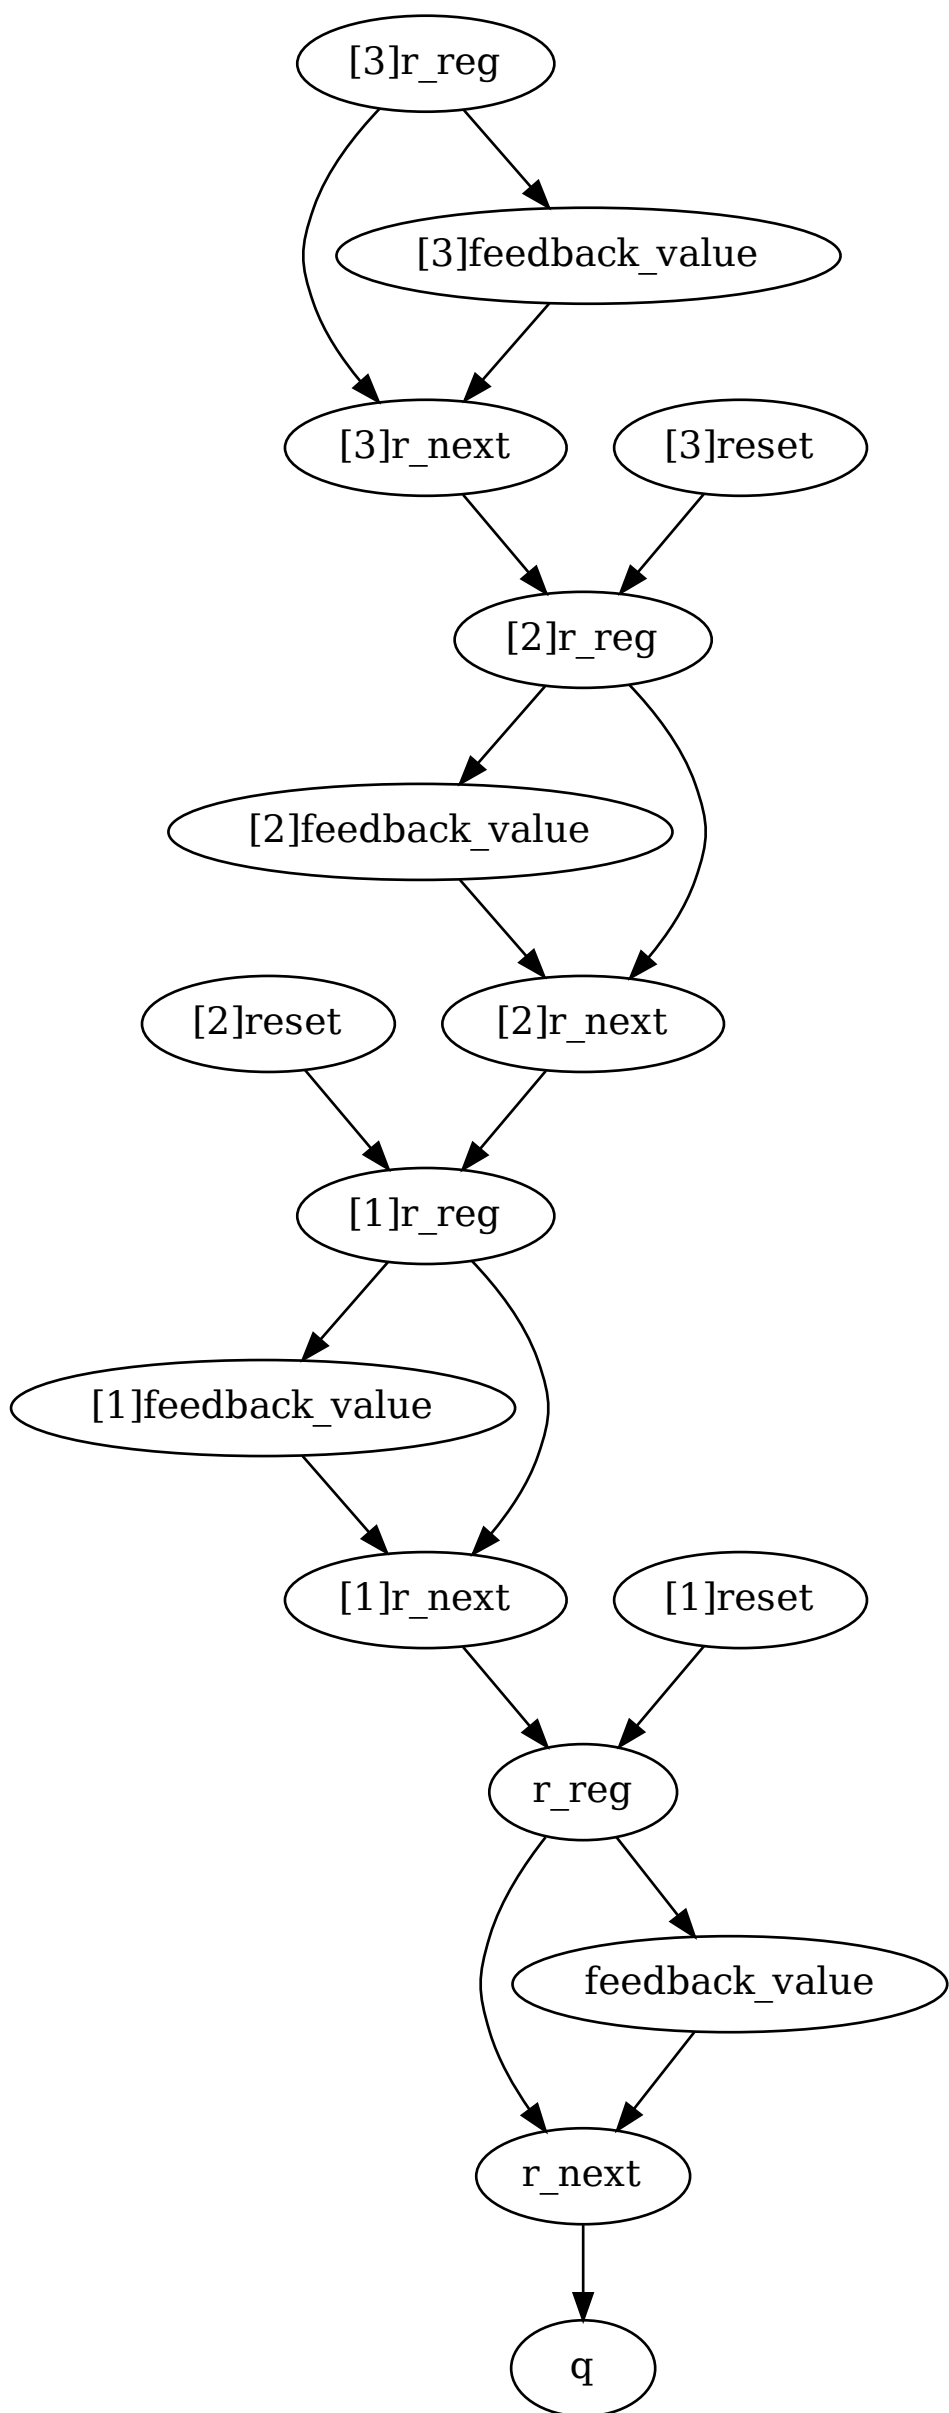 [3]r_reg
[3]feedback_value
[3]r_next
[3]reset
[2]r_reg
[2]feedback_value
[2]reset
[2]r_next
[1]r_reg
[1]feedback_value
[1]r_next
[1]reset
r_reg
feedback_value
r_next
q